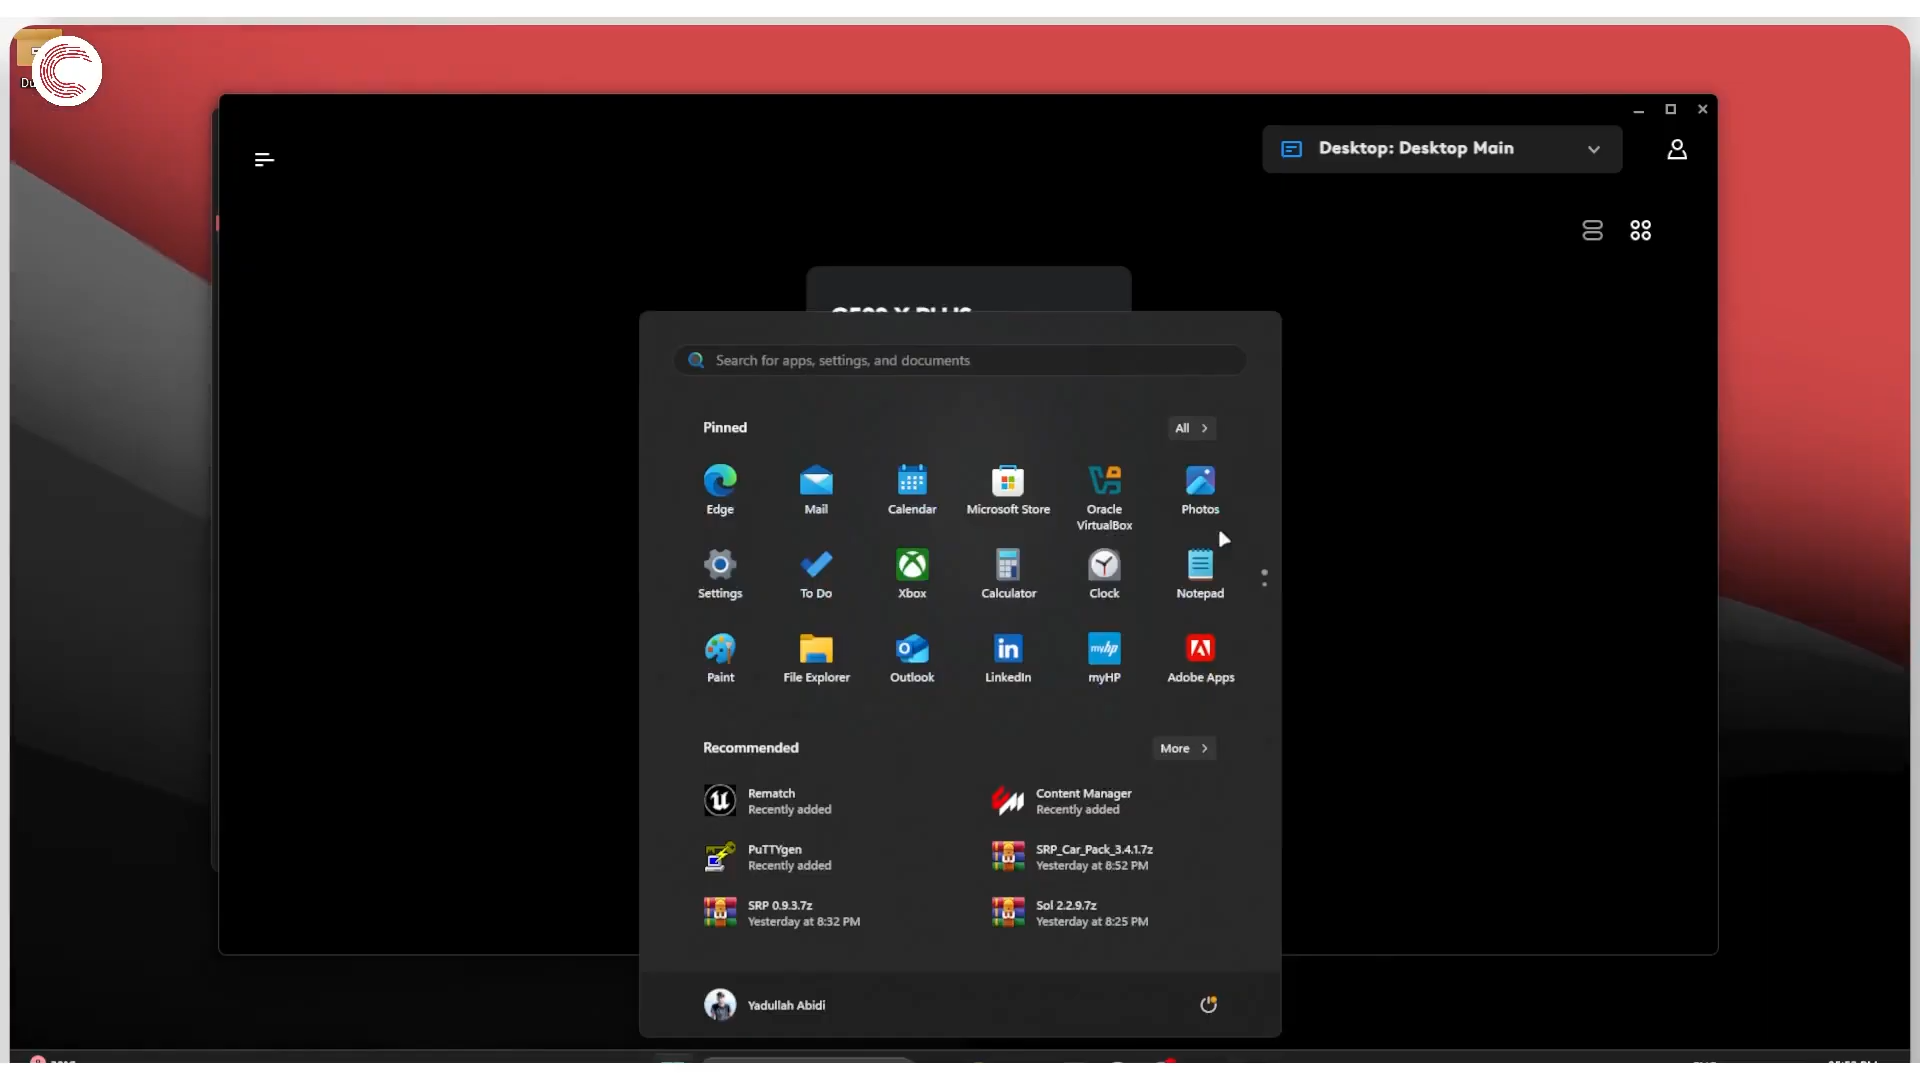 Desktop: Desktop Main
Search for apps, settings, and documents
Pinned
All
Edge
Mail
Calendar
Microsoft Store
Oracle
VirtualBox
Photos
Settings
To Do
Xbox
Calculator
Clock
Notepad
Paint
File Explorer
Outlook
in
LinkedIn
myhp
myHP
Adobe Apps
Recommended
More
Rematch
Recently added
Content Manager
Recently added
PuTTYgen
Recently added
SRP_Car_Pack_3.4.1.7z
Yesterday at 8:52 PM
SRP 0.9.3.7z
Yesterday at 8:32 PM
Sol 2.2.9.7z
Yesterday at 8:25 PM
Yadullah Abidi